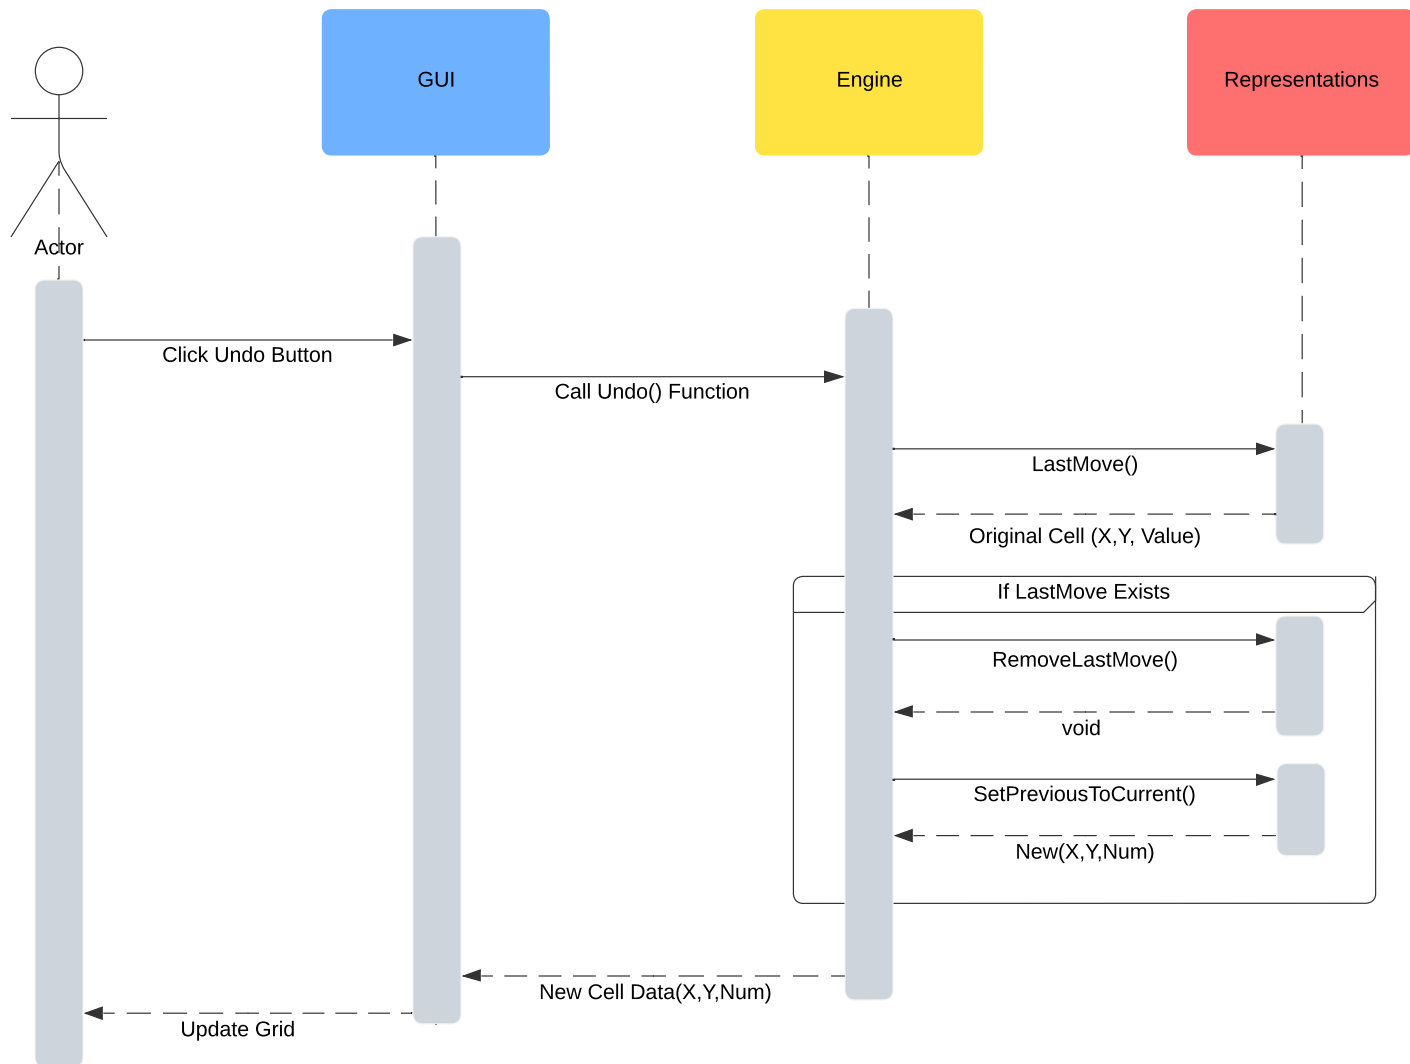 GUI
Engine
Representations
Actor
Click Undo Button
Call Undo() Function
LastMove()
Original Cell (X,Y, Value)
If LastMove Exists
RemoveLastMove()
void
SetPreviousToCurrent()
New(X,Y,Num)
New Cell Data(X,Y,Num)
Update Grid